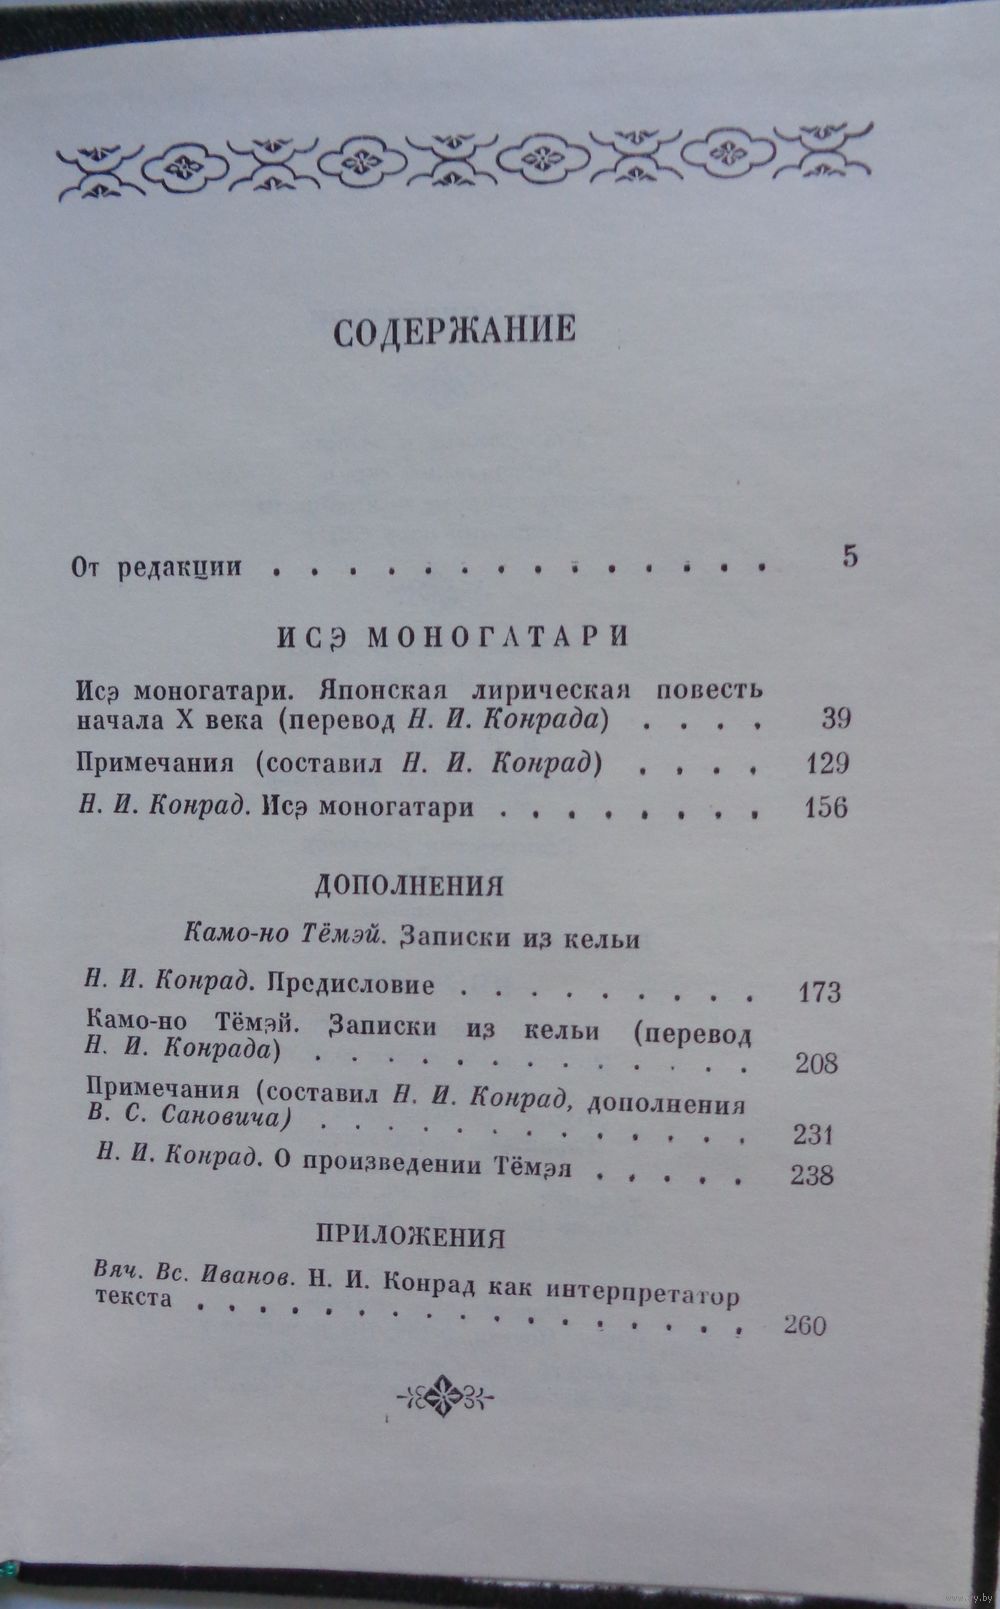 СОДЕРЖАНИЕ
От редакции . . . . . . . . . . . . . . 5
ИСЭ МОНОГАТАРИ
Исэ моногатари. Японская лирическая повесть
начала X века (перевод Н. И. Конрада) . . . . 39
Примечания (составил Н. И. Конрад) . . . . 129
Н. И. Конрад. Исэ моногатари . . . . . . . . 156
ДОПОЛНЕНИЯ
Камо-но Тёмэй. Записки из кельи
Н. И. Конрад. Предисловие . . . . . . . . . 173
Камо-но Тёмэй. Записки из кельи (перевод
Н. И. Конрада) . . . . . . . . . . . . . 208
Примечания (составил Н. И. Конрад, дополнения
В. С. Сановича) . . . . . . . . . . . . . 231
Н. И. Конрад. О произведении Тёмэя . . . . . 238
ПРИЛОЖЕНИЯ
Вяч. Вс. Иванов. Н. И. Конрад как интерпретатор
текста . . . . . . . . . . . . . . . . . 260